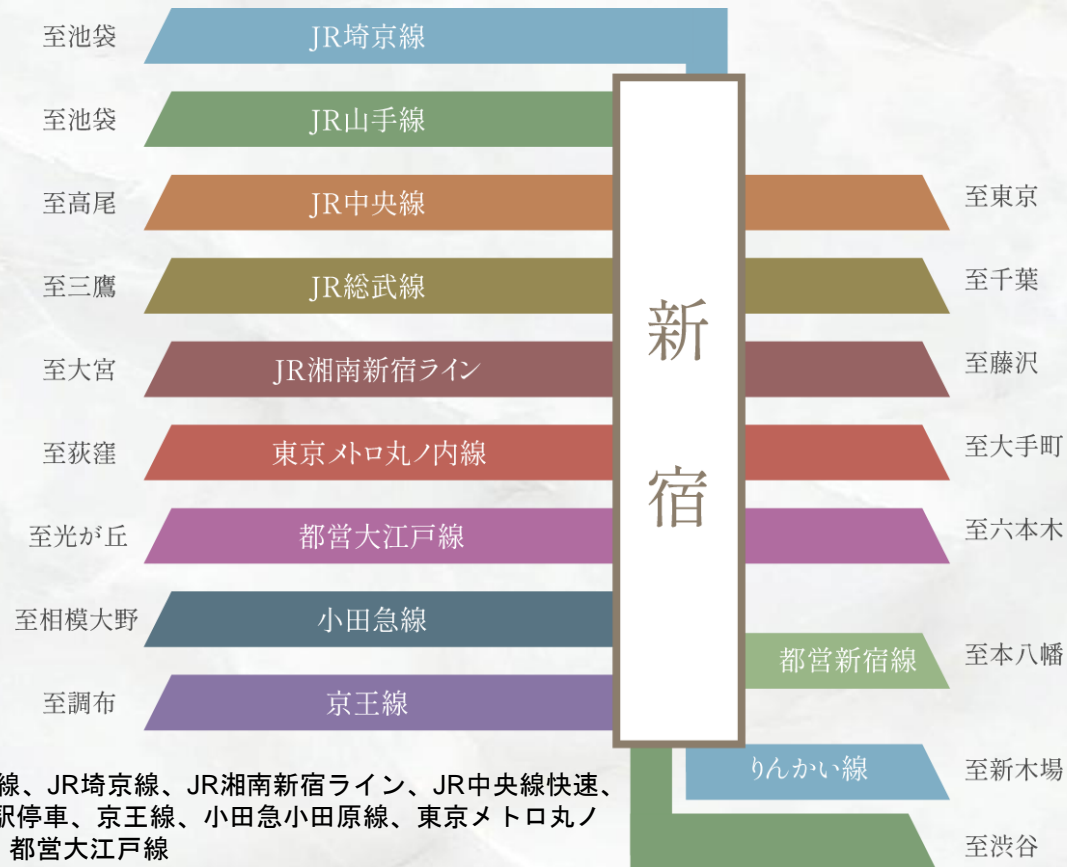 至池袋 JR埼京線
至池袋 JR山手線
至高尾 JR中央線 至東京
至三鷹 JR総武線 至千葉
至大宮 JR湘南新宿ライン 至藤沢
新宿
至荻窪 東京メトロ丸ノ内線 至大手町
至光が丘 都営大江戸線 至六本木
至相模大野 小田急線
都営新宿線 至本八幡
至調布 京王線
りんかい線 至新木場
至渋谷
線、JR埼京線、JR湘南新宿ライン、JR中央線快速、
駅停車、京王線、小田急小田原線、東京メトロ丸ノ
都営大江戸線